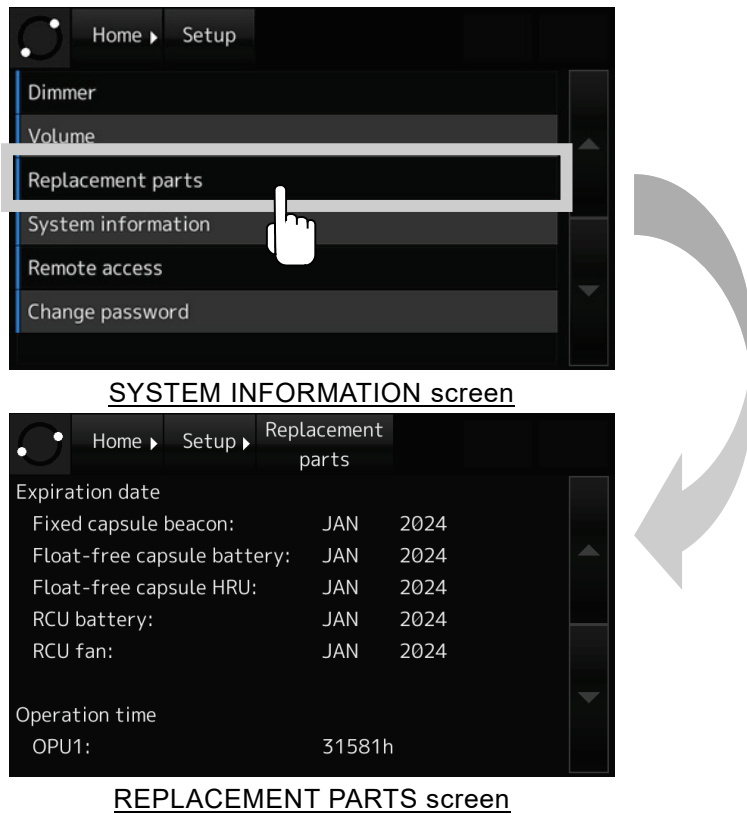 Home Setup
Dimmer
Volume
Replacement parts
System information
Remote access
Change password
SYSTEM INFORMATION screen
Home Setup Replacement
parts
Expiration date
Fixed capsule beacon: JAN 2024
Float-free capsule battery: JAN 2024
Float-free capsule HRU: JAN 2024
RCU battery: JAN 2024
RCU fan: JAN 2024
Operation time
OPU1: 31581h
REPLACEMENT PARTS screen